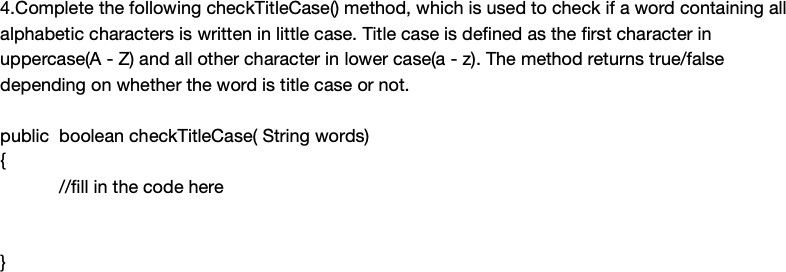 4.Complete the following checkTitleCase() method, which is used to check if a word containing all
alphabetic characters is written in little case. Title case is defined as the first character in
uppercase(A - Z) and all other character in lower case(a - z). The method returns true/false
depending on whether the word is title case or not.
public boolean checkTitleCase( String words)
{
//fill in the code here
}